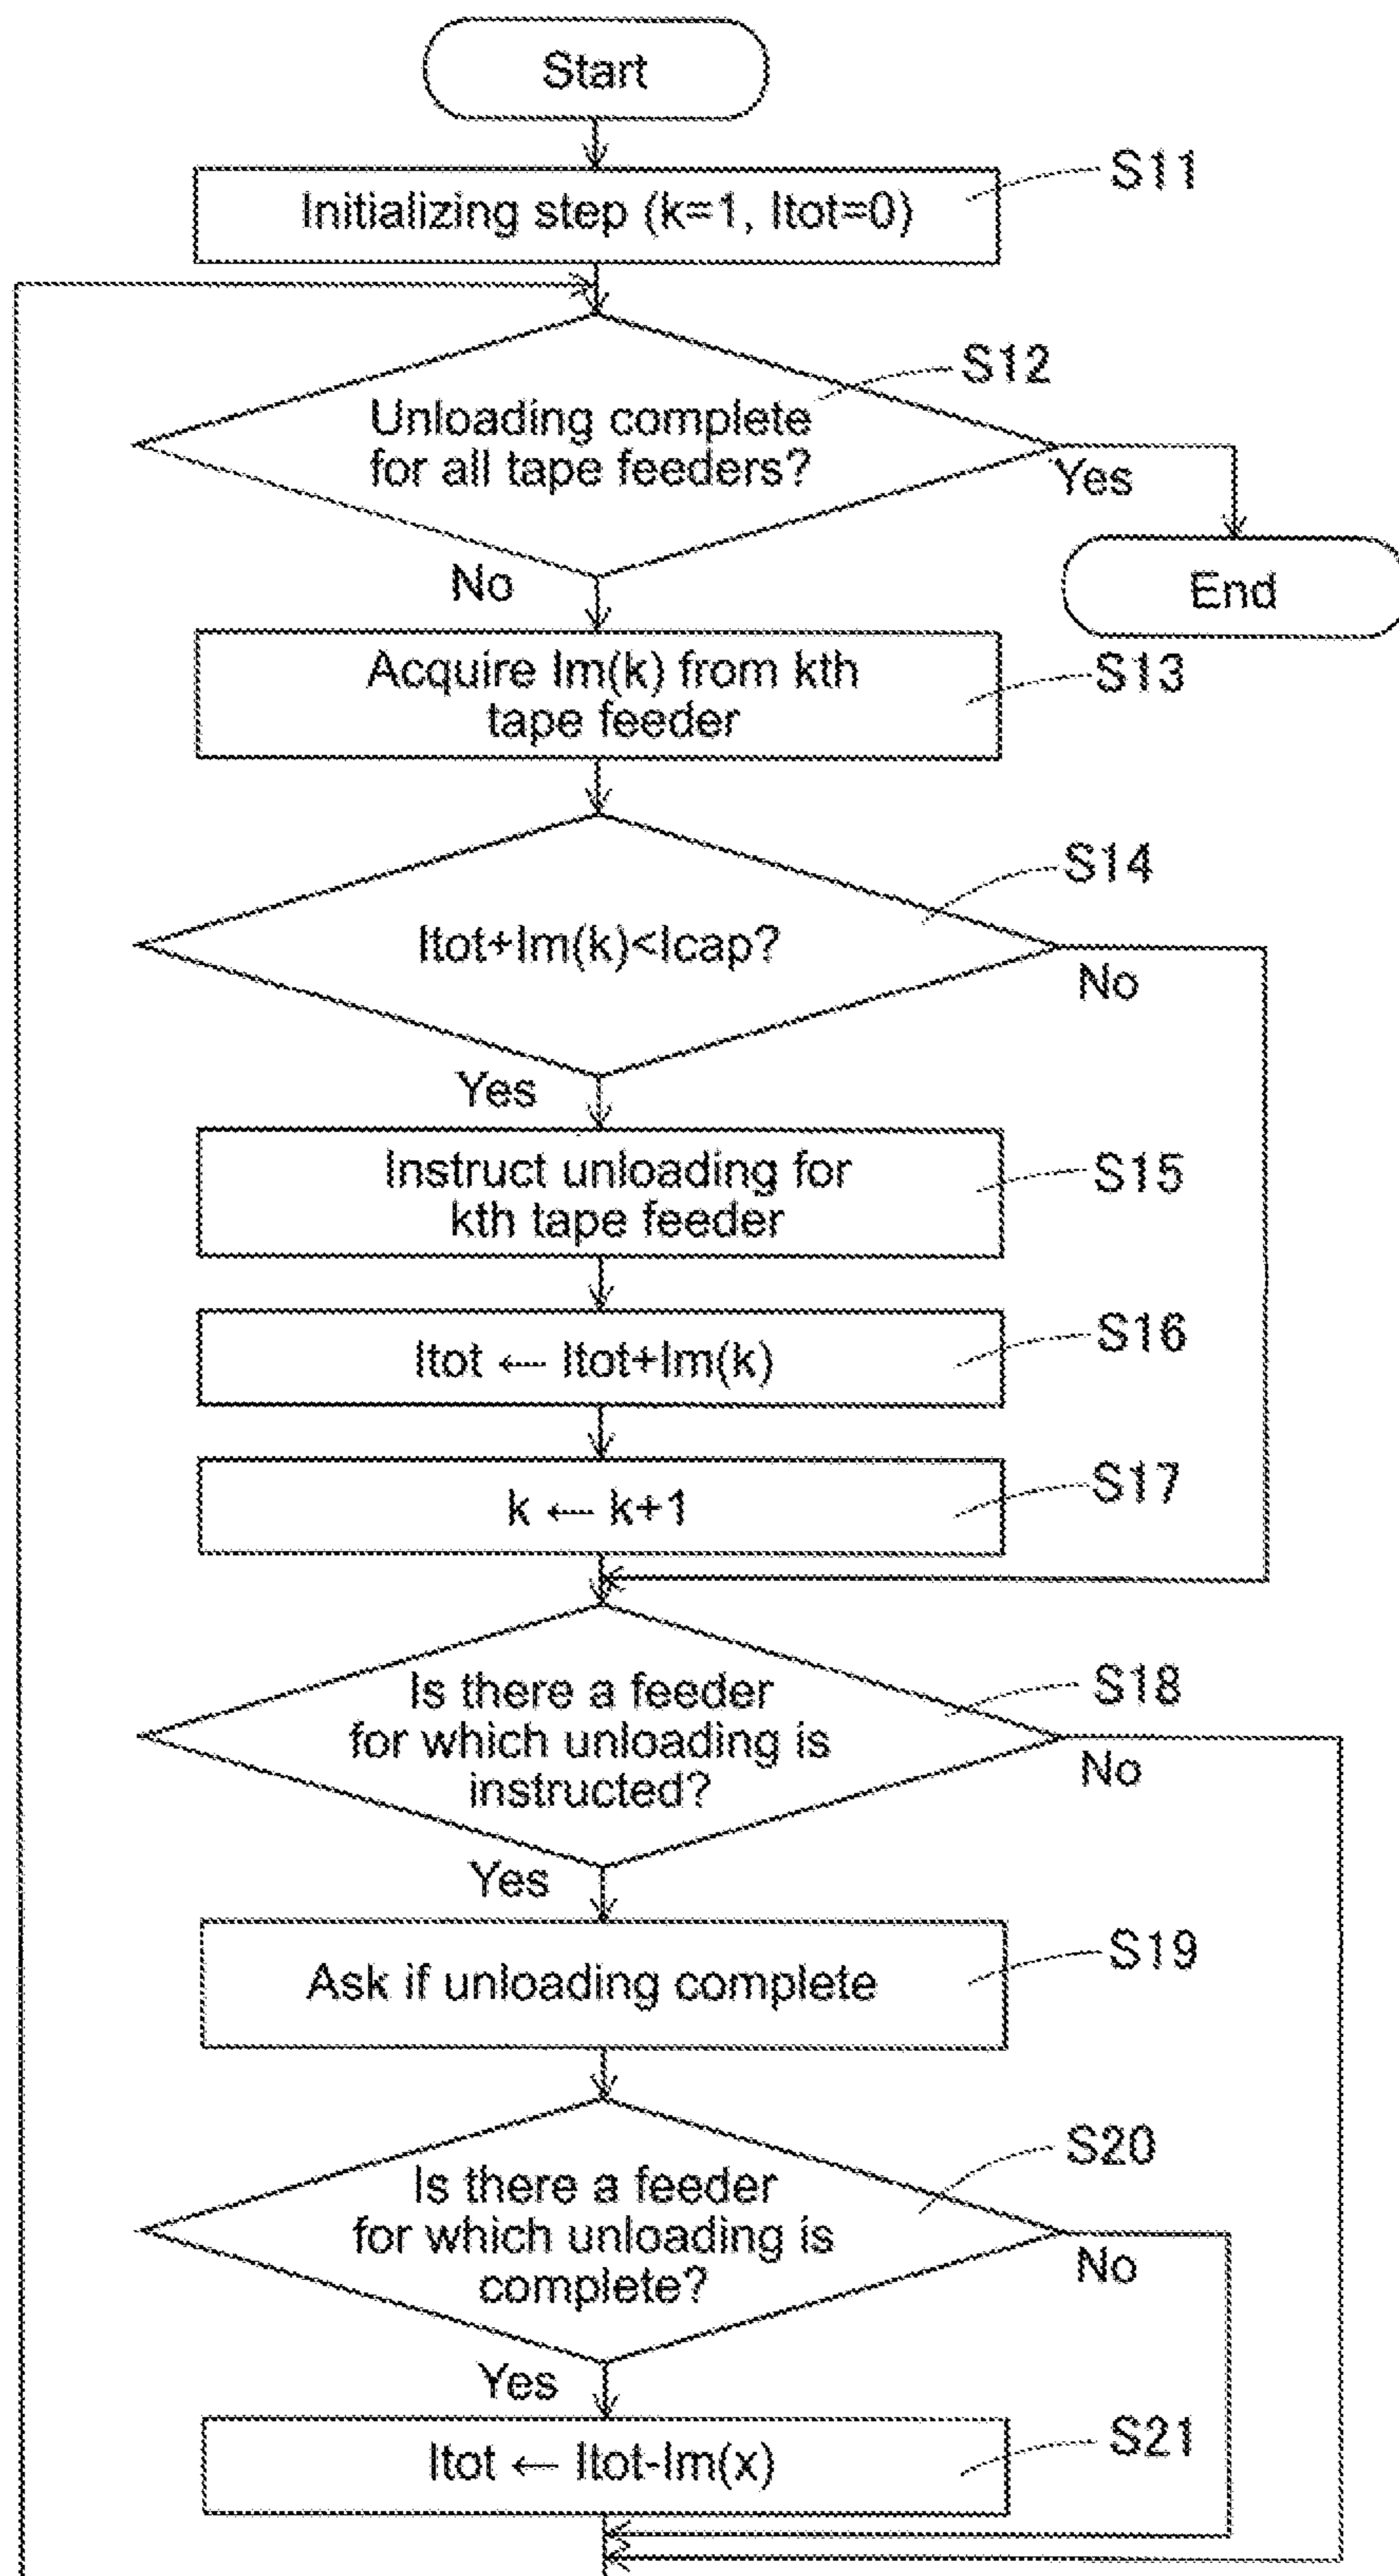 Start
Initializing step (k=1, Itot=0)
S11
S12
Unloading complete
for all tape feeders?
Yes
No
End
Acquire Im(k) from kth
tape feeder
S13
S14
Itot+Im(k)<Icap?
No
Yes
Instruct unloading for
kth tape feeder
S15
Itot ← Itot+Im(k)
S16
k ← k+1
S17
Is there a feeder
for which unloading is
instructed?
S18
No
Yes
Ask if unloading complete
S19
S20
Is there a feeder
for which unloading is
complete?
No
Yes
Itot ← Itot-Im(x)
S21